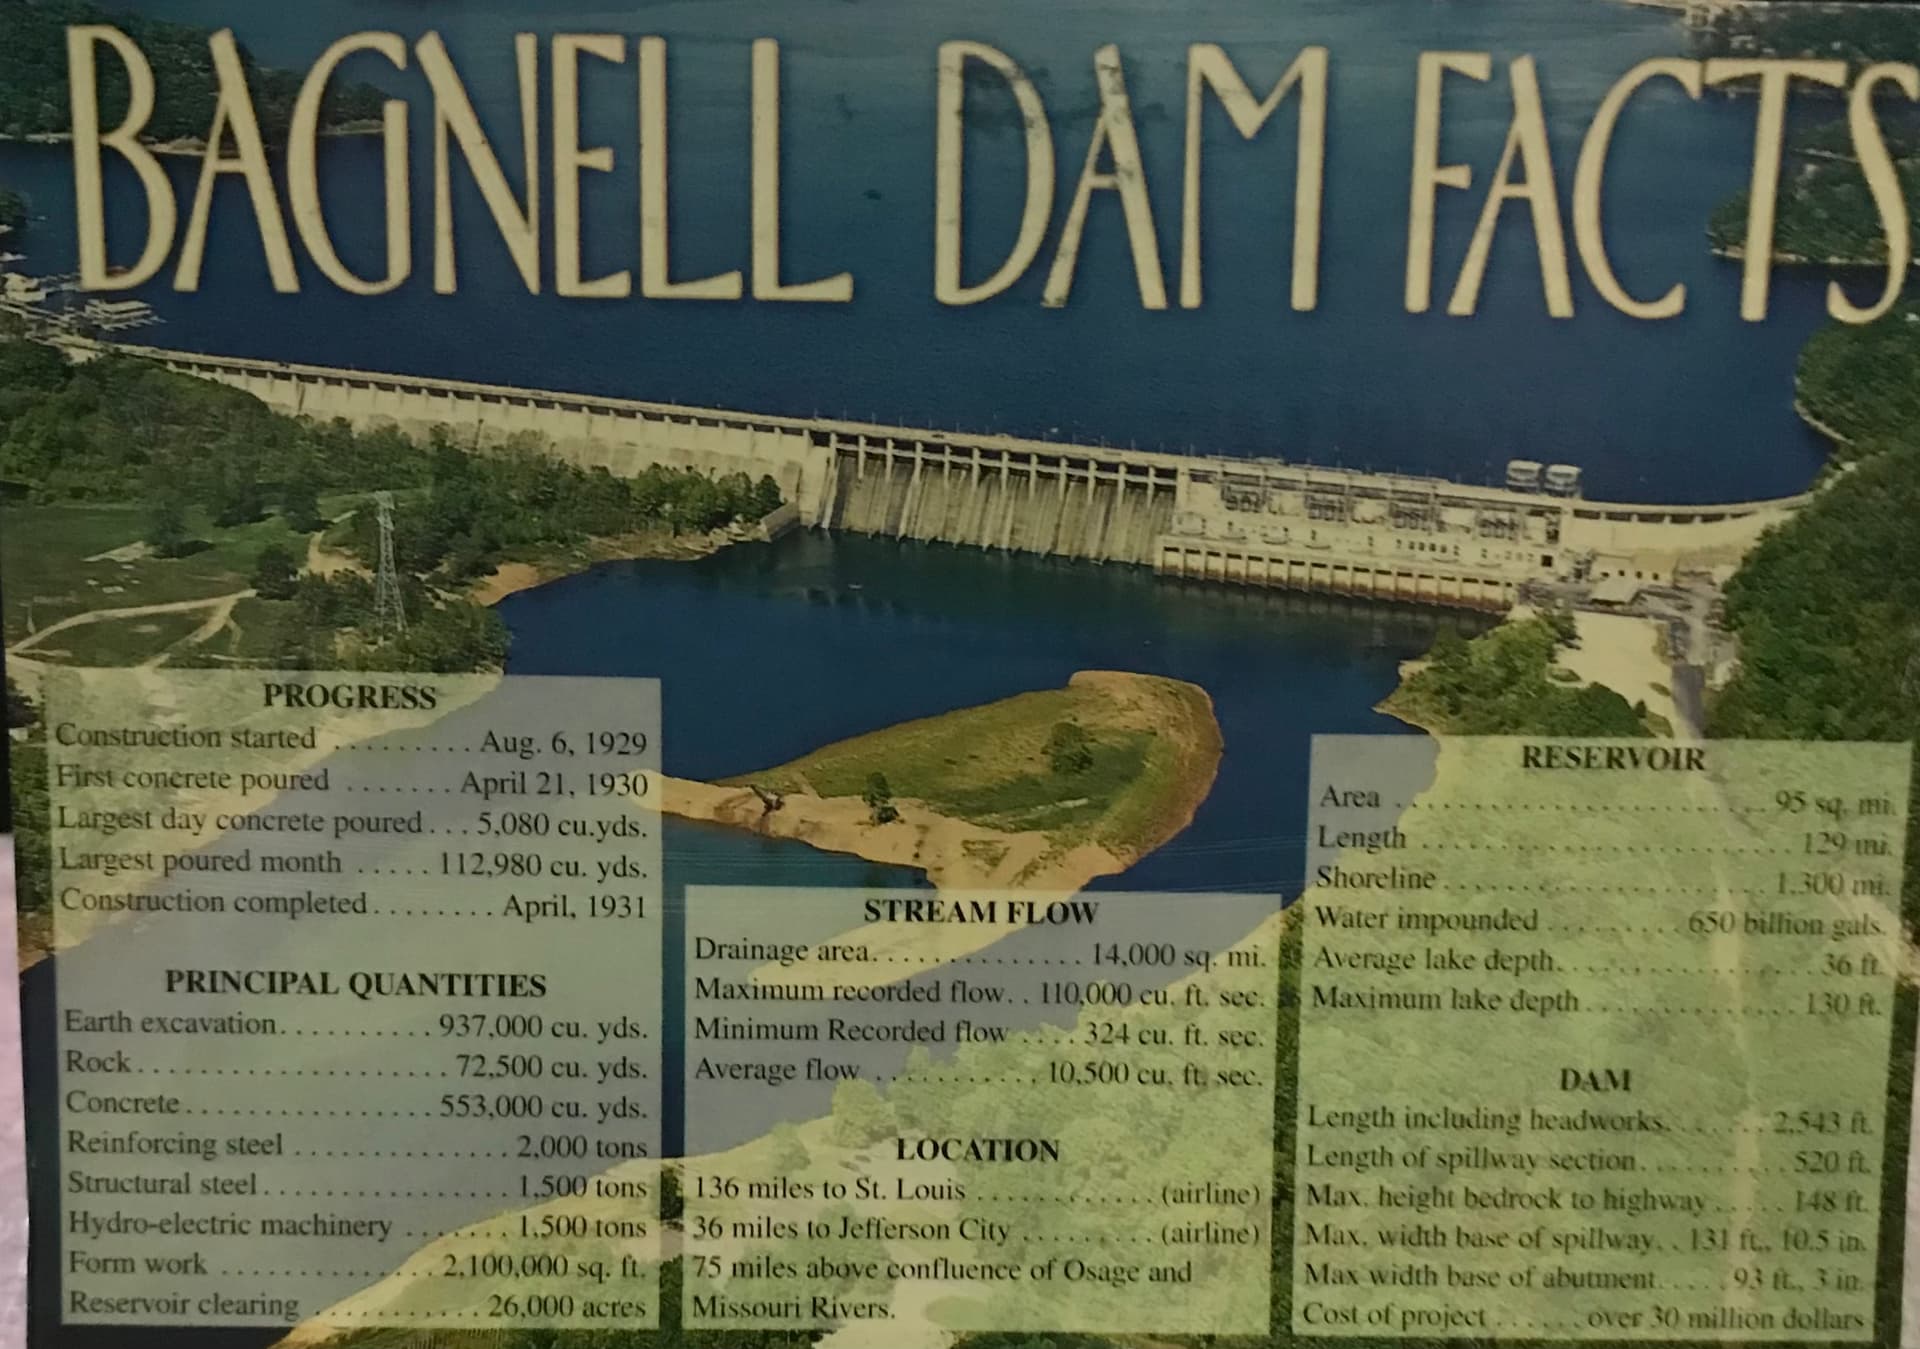 BAGNELL DAM FACTS
PROGRESS
Construction started ......... Aug. 6, 1929
First concrete poured ....... April 21, 1930
Largest day concrete poured... 5,080 cu.yds.
Largest poured month ..... 112,980 cu. yds.
Construction completed........ April, 1931
PRINCIPAL QUANTITIES
Earth excavation.......... 937,000 cu. yds.
Rock.................... 72,500 cu. yds.
Concrete................ 553,000 cu. yds.
Reinforcing steel .............. 2,000 tons
Structural steel................ 1,500 tons
Hydro-electric machinery ....... 1,500 tons
Form work .............. 2,100,000 sq. ft.
Reservoir clearing ........... 26,000 acres
STREAM FLOW
Drainage area.............. 14,000 sq. mi.
Maximum recorded flow.. 110,000 cu. ft. sec.
Minimum Recorded flow .... 324 cu. ft. sec.
Average flow ........... 10,500 cu. ft. sec.
LOCATION
136 miles to St. Louis ............ (airline)
36 miles to Jefferson City ......... (airline)
75 miles above confluence of Osage and
Missouri Rivers.
RESERVOIR
Area ........................ 95 sq. mi.
Length ........................ 129 mi.
Shoreline..................... 1,300 mi.
Water impounded ......... 650 billion gals.
Average lake depth................. 36 ft.
Maximum lake depth.............. 130 ft.
DAM
Length including headworks....... 2,543 ft.
Length of spillway section.......... 520 ft.
Max. height bedrock to highway ..... 148 ft.
Max. width base of spillway.. 131 ft., 10.5 in.
Max width base of abutment..... 93 ft., 3 in.
Cost of project ...... over 30 million dollars